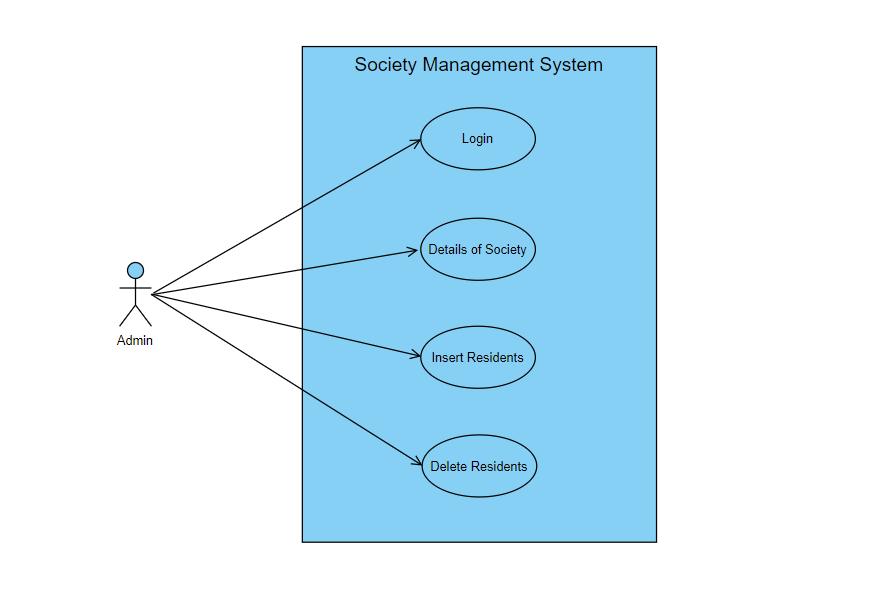 Society Management System
Login
Details of Society
Insert Residents
Delete Residents
Admin